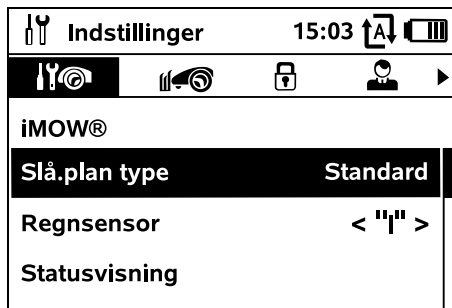 Indstillinger 15:03 A
iMOW®
Slå.plan type Standard
Regnsensor < "|" >
Statusvisning